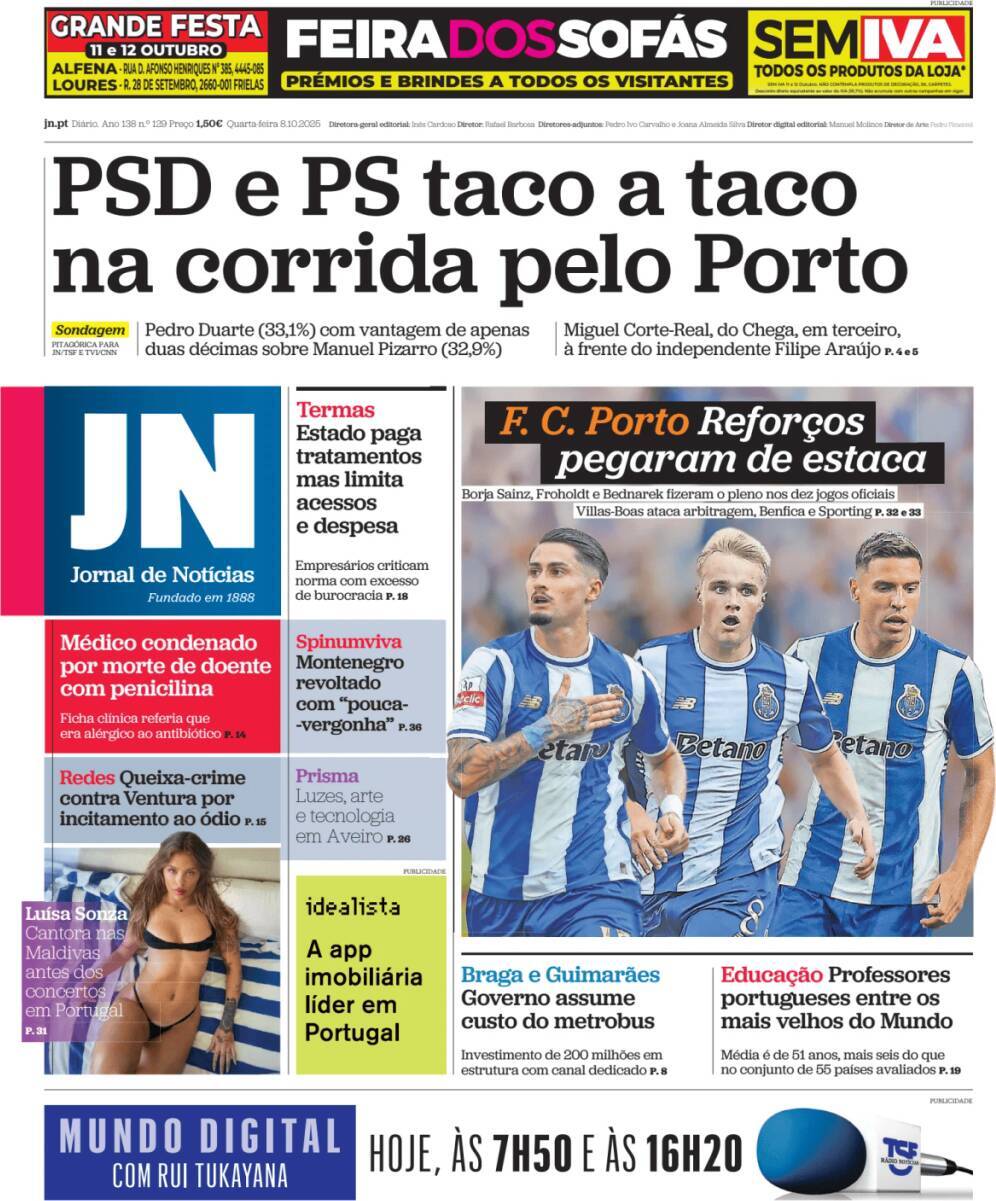 PUBLICIDADE
GRANDE FESTA
11 e 12 OUTUBRO
ALFENA - RUA D. AFONSO HENRIQUES Nº 385, 4445-085
LOURES - R. 28 DE SETEMBRO, 2660-001 FRIELAS
FEIRADOSSOFÁS
PRÉMIOS E BRINDES A TODOS OS VISITANTES
SEMIVA
TODOS OS PRODUTOS DA LOJA*
jn.pt Diário. Ano 138 n.º 129 Preço 1,50€ Quarta-feira 8.10.2025 Diretora-geral editorial: Inês Cardoso Diretor: Rafael Barbosa Diretores-adjuntos: Pedro Ivo Carvalho e Joana Almeida Silva Diretor digital editorial: Manuel Molinos Diretor de Arte: Pedro Pimentel
PSD e PS taco a taco
na corrida pelo Porto
Sondagem
PITAGÓRICA PARA
JN/TSF E TVI/CNN
Pedro Duarte (33,1%) com vantagem de apenas
duas décimas sobre Manuel Pizarro (32,9%)
Miguel Corte-Real, do Chega, em terceiro,
à frente do independente Filipe Araújo P. 4 e 5
JN
Jornal de Notícias
Fundado em 1888
Termas
Estado paga
tratamentos
mas limita
acessos
e despesa
Empresários criticam
norma com excesso
de burocracia P. 18
F. C. Porto Reforços
pegaram de estaca
Borja Sainz, Froholdt e Bednarek fizeram o pleno nos dez jogos oficiais
Villas-Boas ataca arbitragem, Benfica e Sporting P. 32 e 33
Betano
Betano
Betano
Médico condenado
por morte de doente
com penicilina
Ficha clínica referia que
era alérgico ao antibiótico P. 14
Spinumviva
Montenegro
revoltado
com “pouca-
-vergonha” P. 36
Redes Queixa-crime
contra Ventura por
incitamento ao ódio P. 15
Prisma
Luzes, arte
e tecnologia
em Aveiro P. 26
Luísa Sonza
Cantora nas
Maldivas
antes dos
concertos
em Portugal
P. 31
PUBLICIDADE
idealista
A app
imobiliária
líder em
Portugal
Braga e Guimarães
Governo assume
custo do metrobus
Investimento de 200 milhões em
estrutura com canal dedicado P. 8
Educação Professores
portugueses entre os
mais velhos do Mundo
Média é de 51 anos, mais seis do que
no conjunto de 55 países avaliados P. 19
PUBLICIDADE
MUNDO DIGITAL
COM RUI TUKAYANA
HOJE, ÀS 7H50 E ÀS 16H20
TSF
RÁDIO NOTÍCIAS